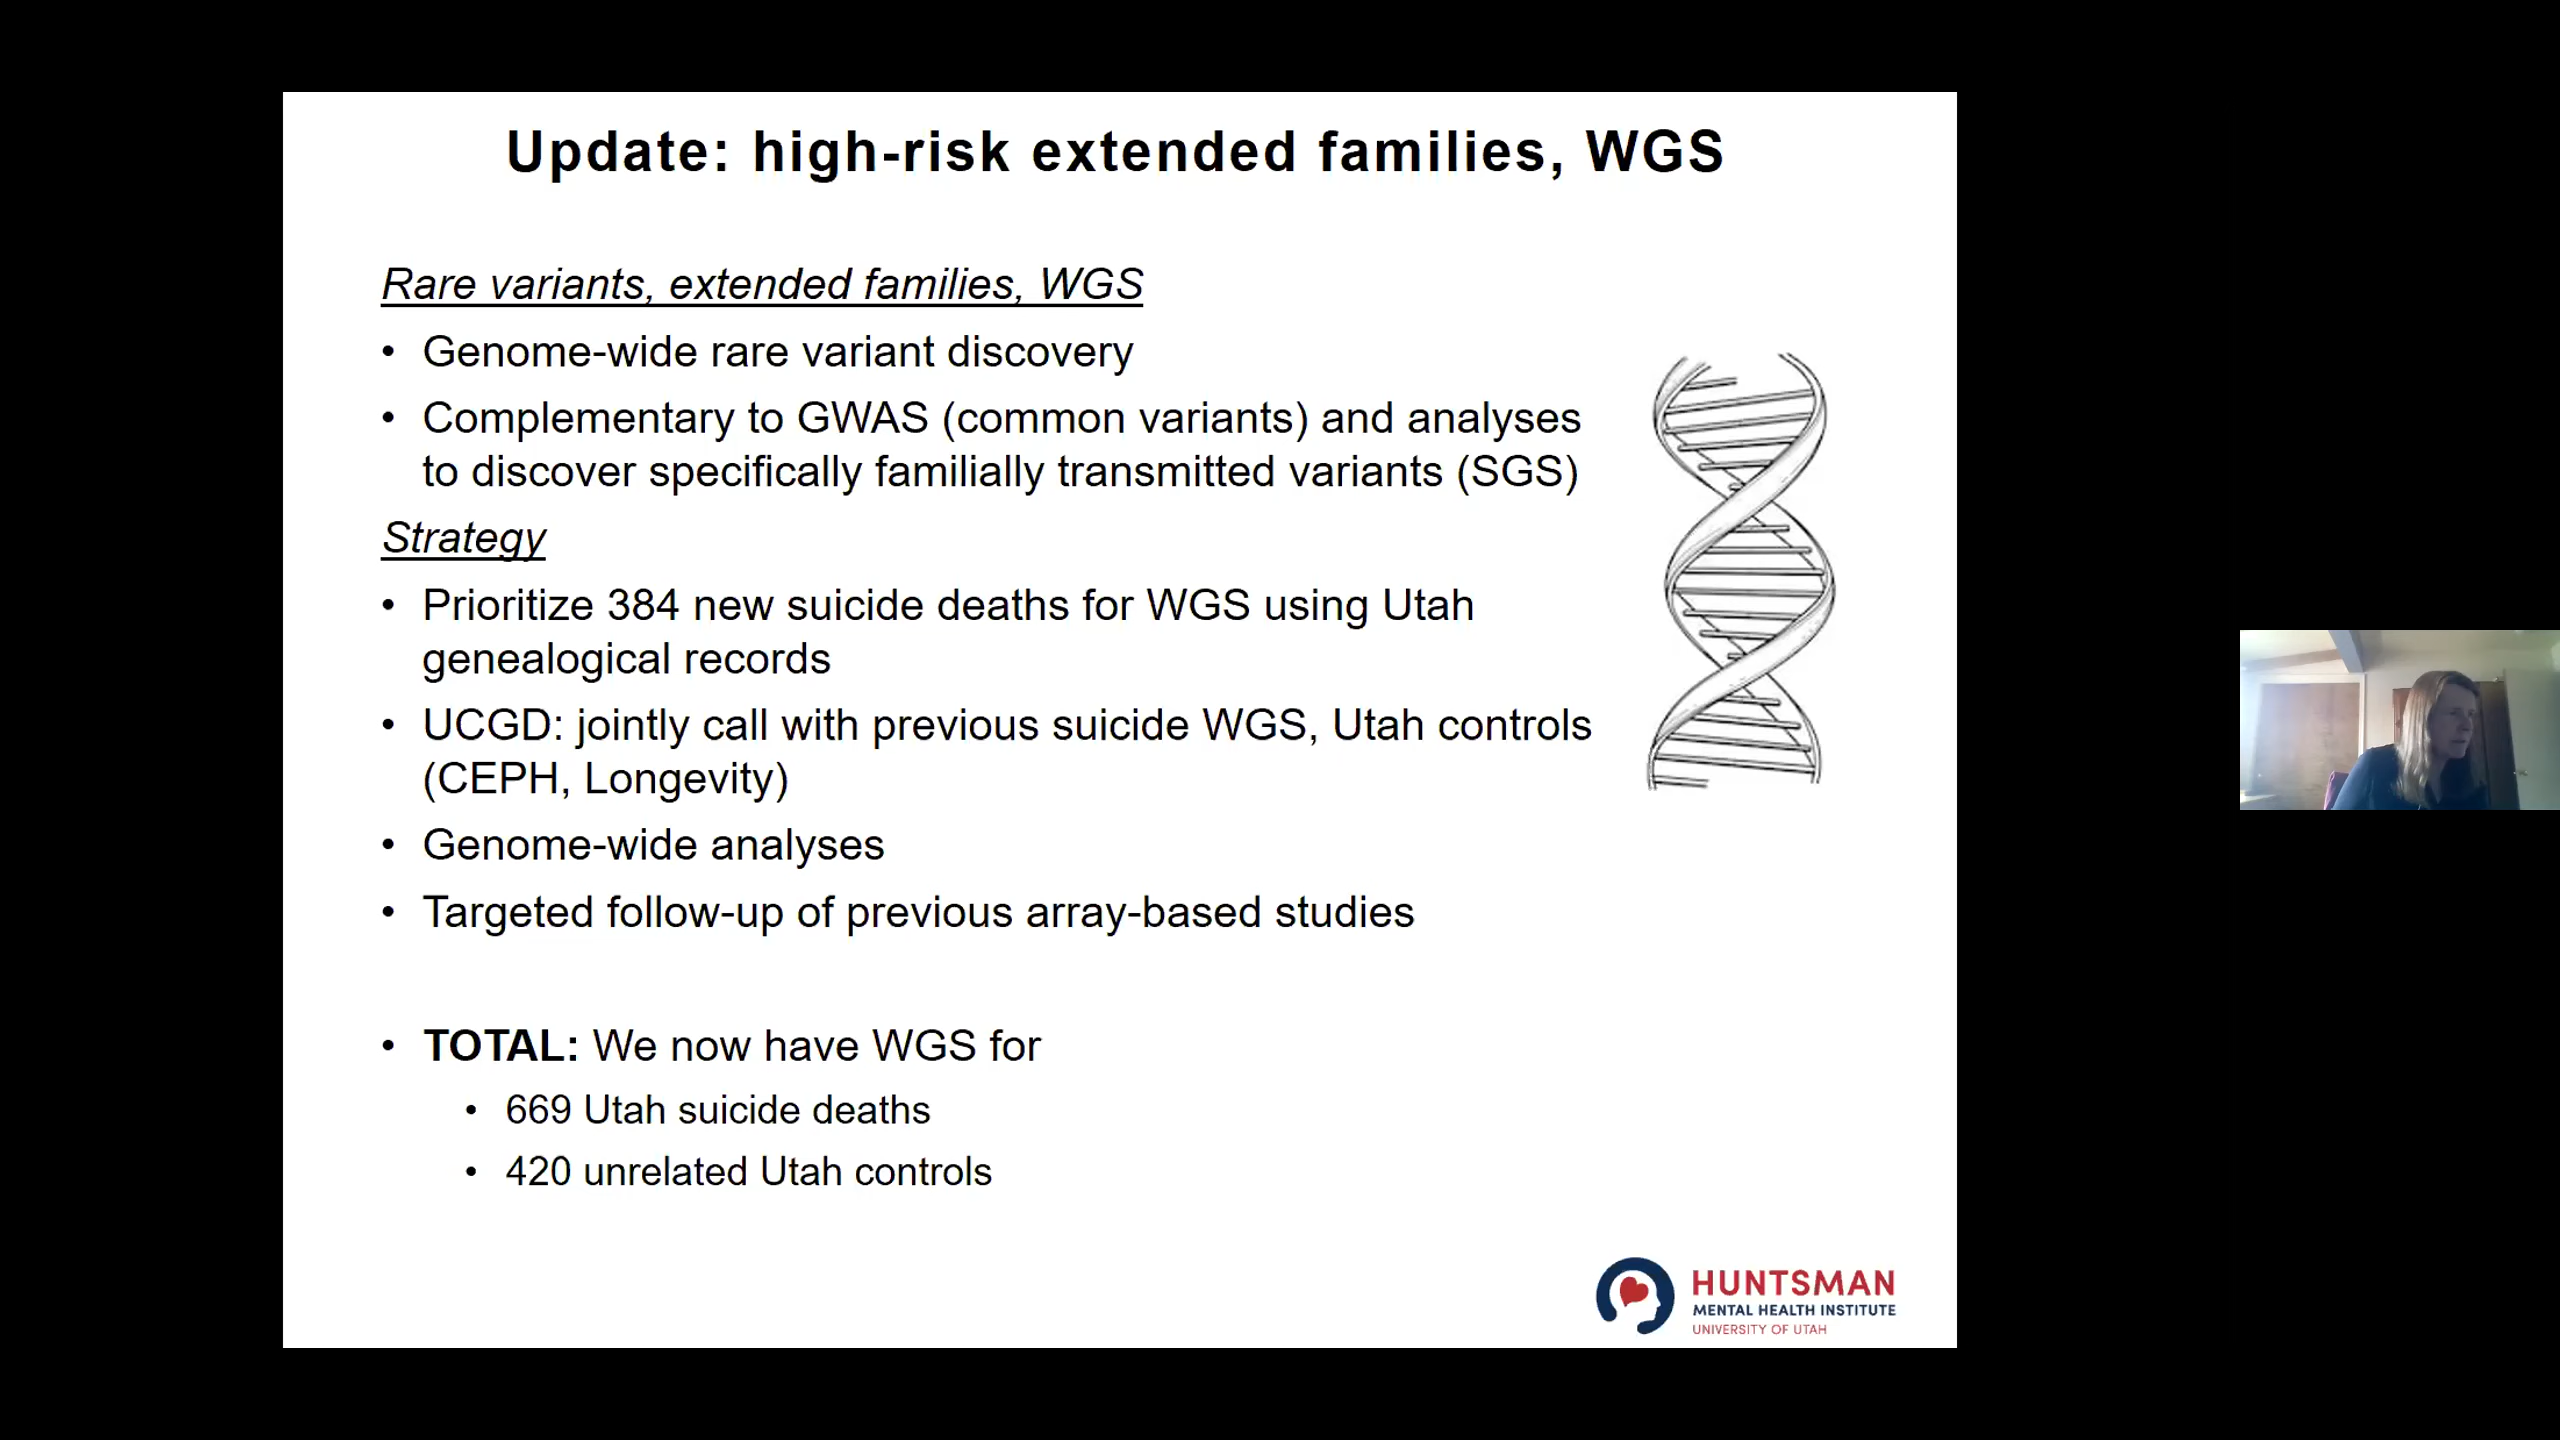 Update: high-risk extended families, WGS
Rare variants, extended families, WGS
• Genome-wide rare variant discovery
• Complementary to GWAS (common variants) and analyses
to discover specifically familially transmitted variants (SGS)
Strategy
• Prioritize 384 new suicide deaths for WGS using Utah
genealogical records
• UCGD: jointly call with previous suicide WGS, Utah controls
(CEPH, Longevity)
• Genome-wide analyses
• Targeted follow-up of previous array-based studies
• TOTAL: We now have WGS for
• 669 Utah suicide deaths
• 420 unrelated Utah controls
HUNTSMAN
MENTAL HEALTH INSTITUTE
UNIVERSITY OF UTAH